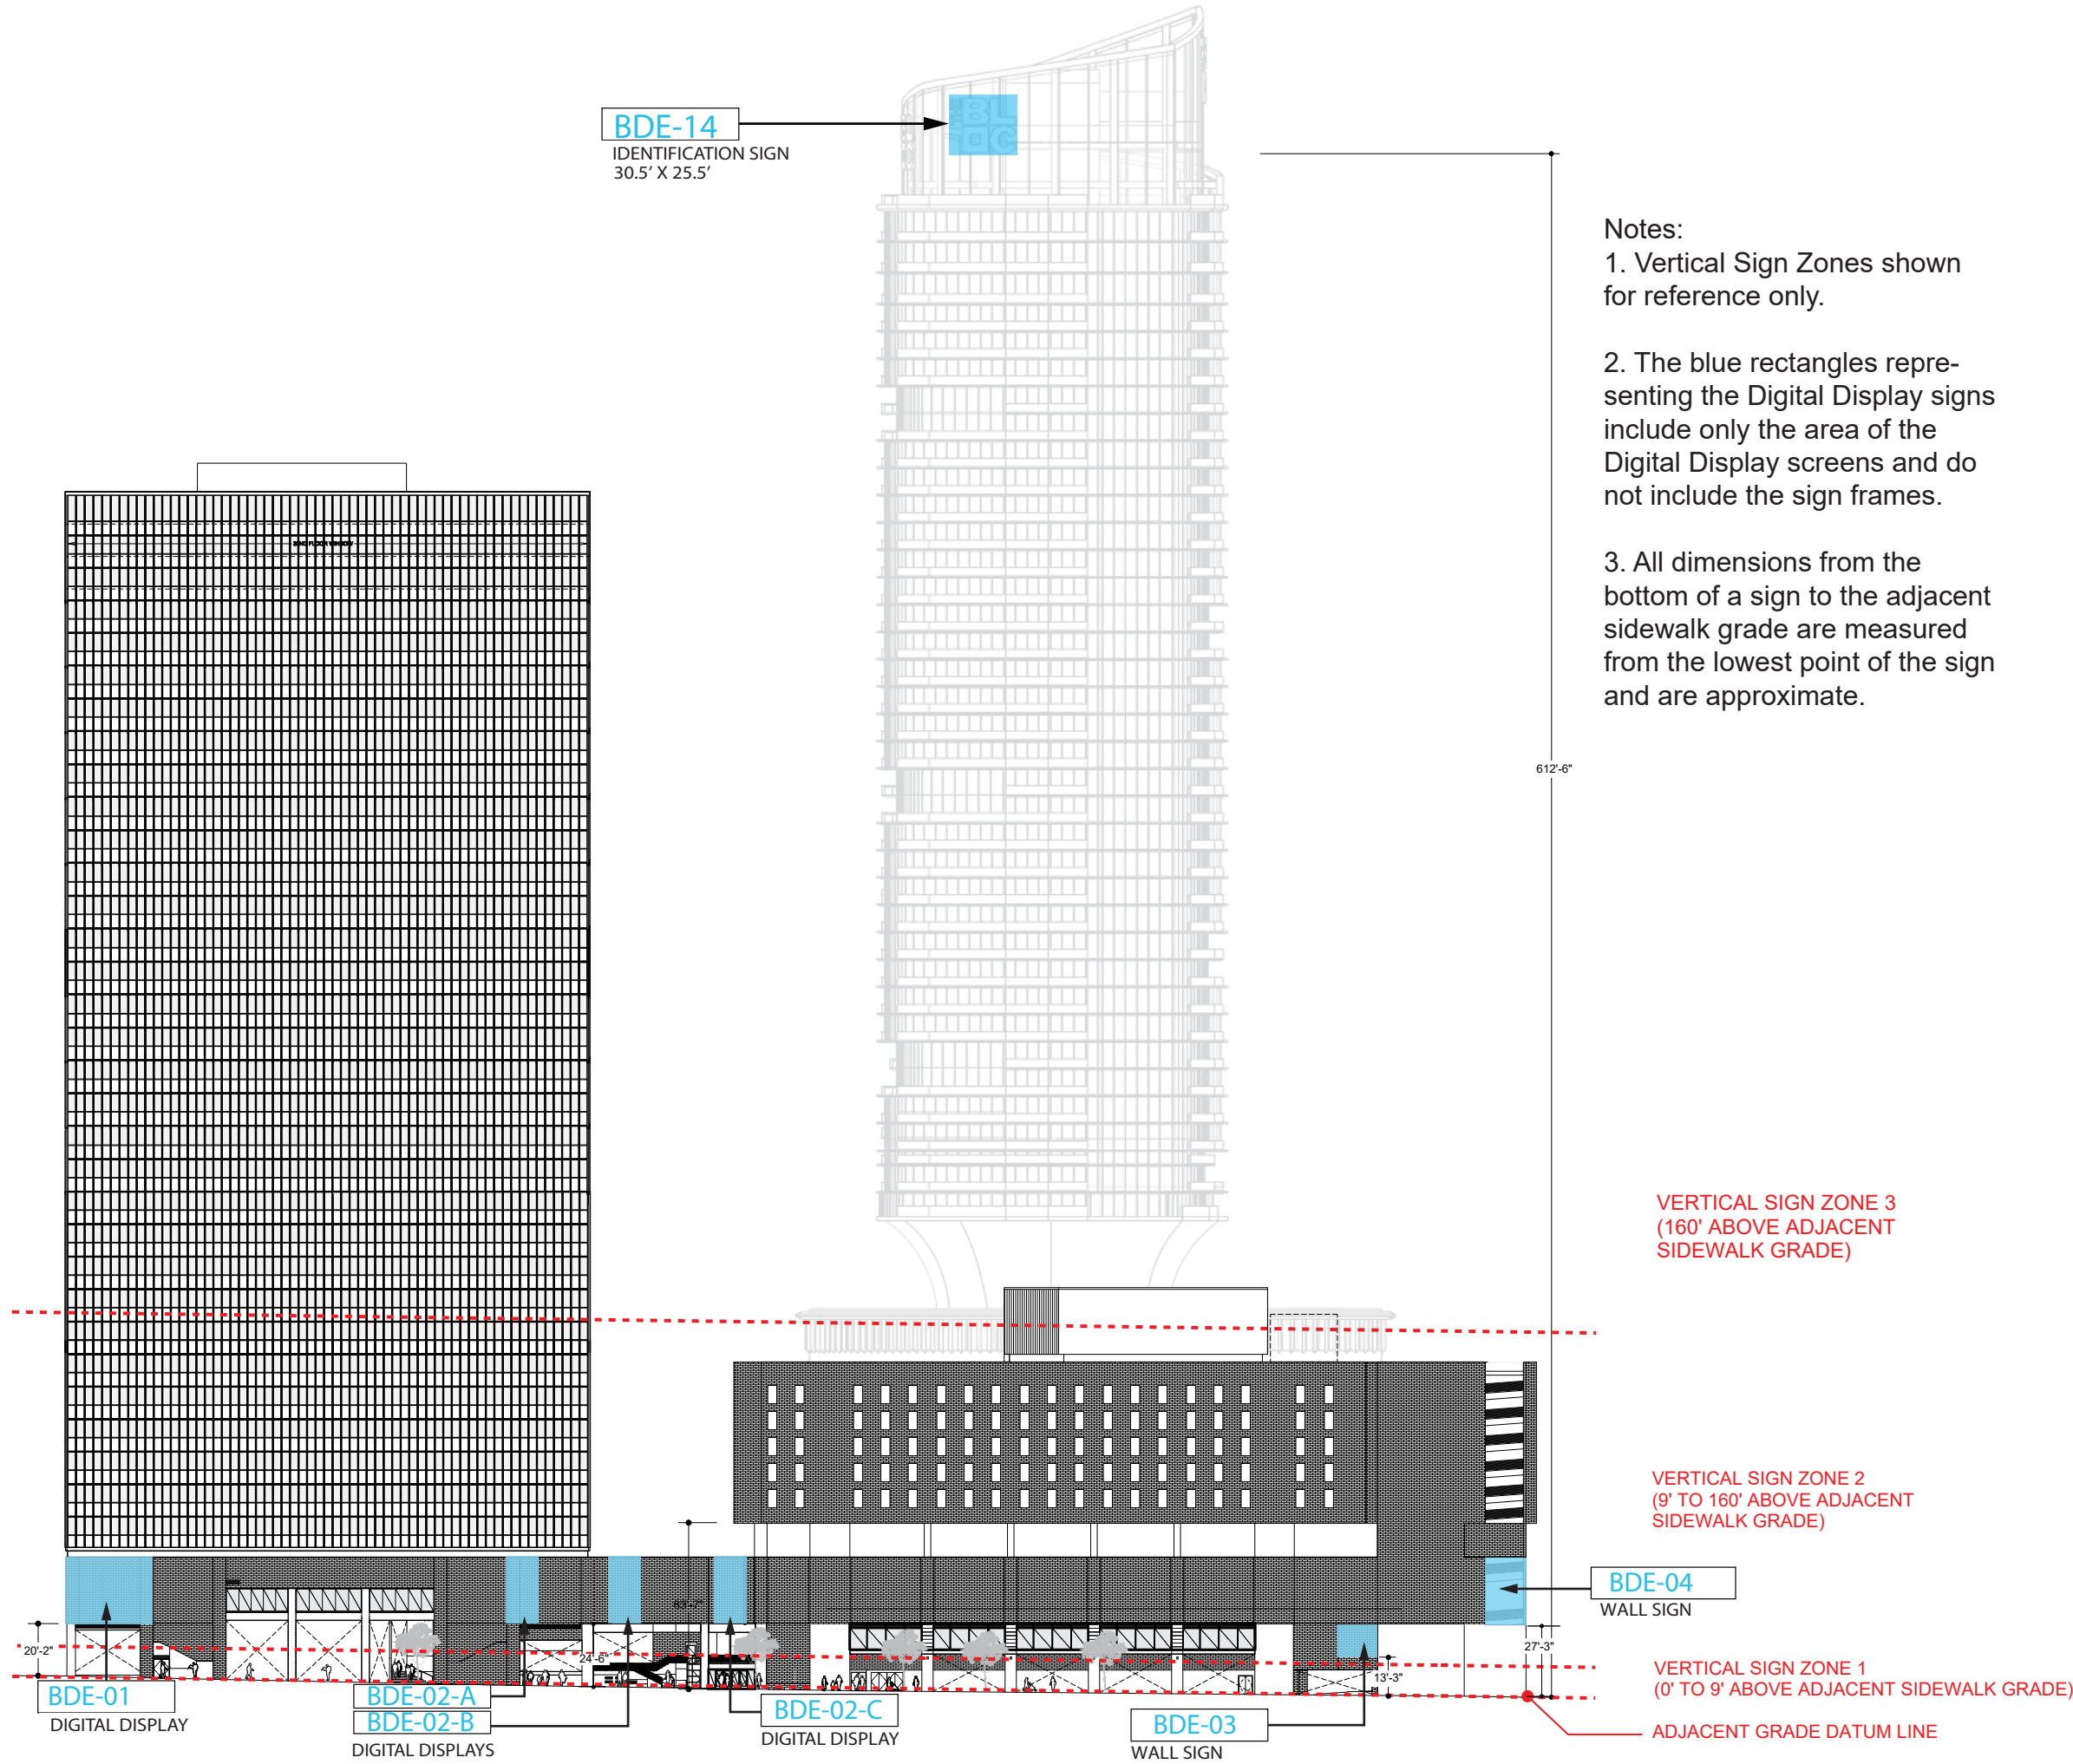 BDE-14
IDENTIFICATION SIGN
30.5' X 25.5'
BL
C
Notes:
1. Vertical Sign Zones shown
for reference only.
2. The blue rectangles repre-
senting the Digital Display signs
include only the area of the
Digital Display screens and do
not include the sign frames.
3. All dimensions from the
bottom of a sign to the adjacent
sidewalk grade are measured
from the lowest point of the sign
and are approximate.
612'-6"
VERTICAL SIGN ZONE 3
(160' ABOVE ADJACENT
SIDEWALK GRADE)
VERTICAL SIGN ZONE 2
(9' TO 160' ABOVE ADJACENT
SIDEWALK GRADE)
BDE-04
WALL SIGN
63'-7"
20'-2"
24'-6"
27'-3"
13'-3"
VERTICAL SIGN ZONE 1
(0' TO 9' ABOVE ADJACENT SIDEWALK GRADE)
ADJACENT GRADE DATUM LINE
BDE-01
DIGITAL DISPLAY
BDE-02-A
BDE-02-B
DIGITAL DISPLAYS
BDE-02-C
DIGITAL DISPLAY
BDE-03
WALL SIGN